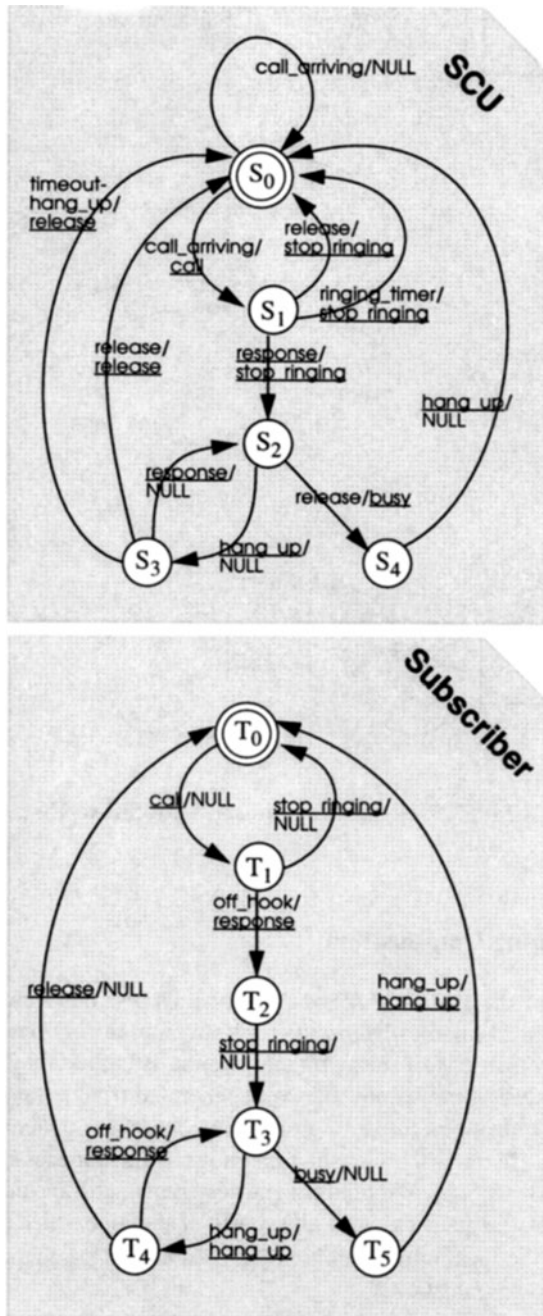 SCU
call_arriving/NULL
S0
timeout-
hang_up/
release
call_arriving/
call
release/
stop_ringing
S1
ringing_timer/
stop_ringing
release/
release
response/
stop_ringing
S2
response/
NULL
release/busy
hang_up/
NULL
hang_up/
NULL
S3
S4
Subscriber
T0
call/NULL
stop_ringing/
NULL
T1
off_hook/
response
release/NULL
T2
hang_up/
hang_up
stop_ringing/
NULL
off_hook/
response
T3
busy/NULL
hang_up/
hang_up
T4
T5